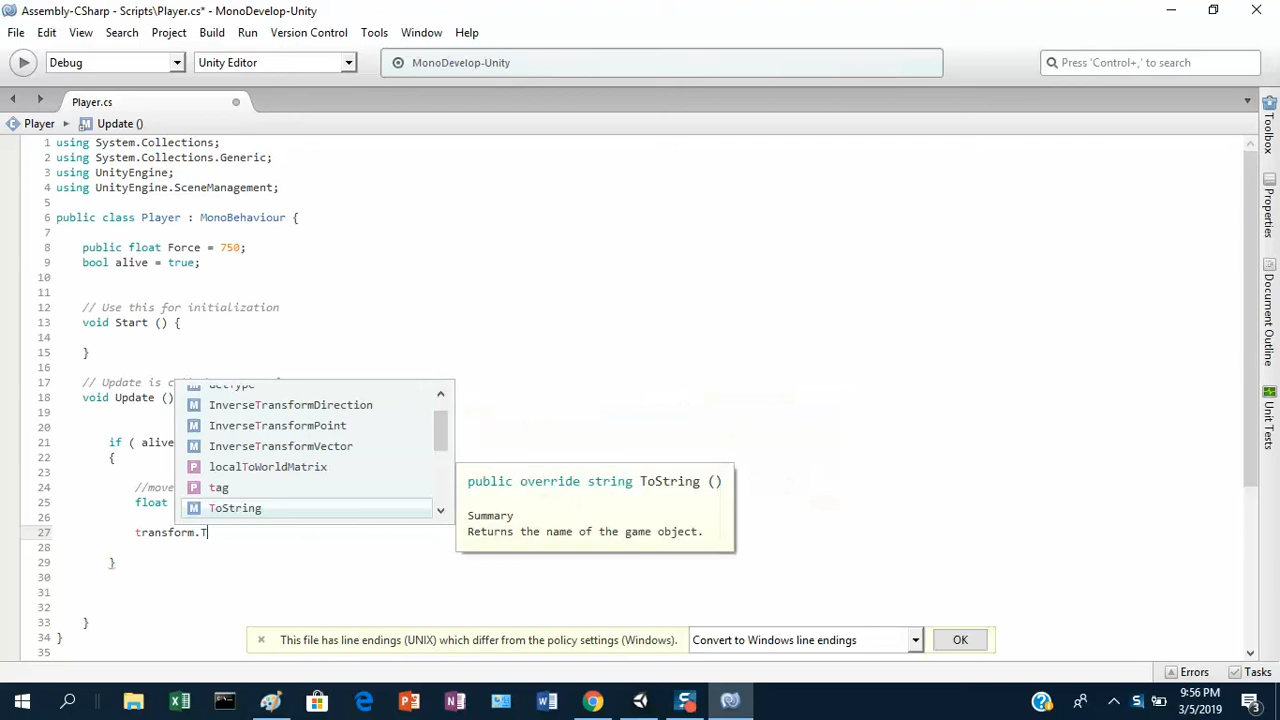 Assembly-CSharp - Scripts\Player.cs* - MonoDevelop-Unity
File Edit View Search Project Build Run Version Control Tools Window Help
Debug Unity Editor MonoDevelop-Unity Press 'Control+,' to search
Player.cs
Player Update ()
1 using System.Collections;
2 using System.Collections.Generic;
3 using UnityEngine;
4 using UnityEngine.SceneManagement;
5
6 public class Player : MonoBehaviour {
7
8 public float Force = 750;
9 bool alive = true;
10
11
12 // Use this for initialization
13 void Start () {
14
15 }
16
17 // Update is
18 void Update ()
19
20
21 if ( alive
22 {
23
24 //move
25 float
26
27 transform.T
28
29 }
30
31
32
33 }
34 }
35
InverseTransformDirection
InverseTransformPoint
InverseTransformVector
localToWorldMatrix
tag
ToString
public override string ToString ()
Summary
Returns the name of the game object.
This file has line endings (UNIX) which differ from the policy settings (Windows). Convert to Windows line endings OK
Toolbox
Properties
Document Outline
Unit Tests
Errors Tasks
9:56 PM
3/5/2019
3